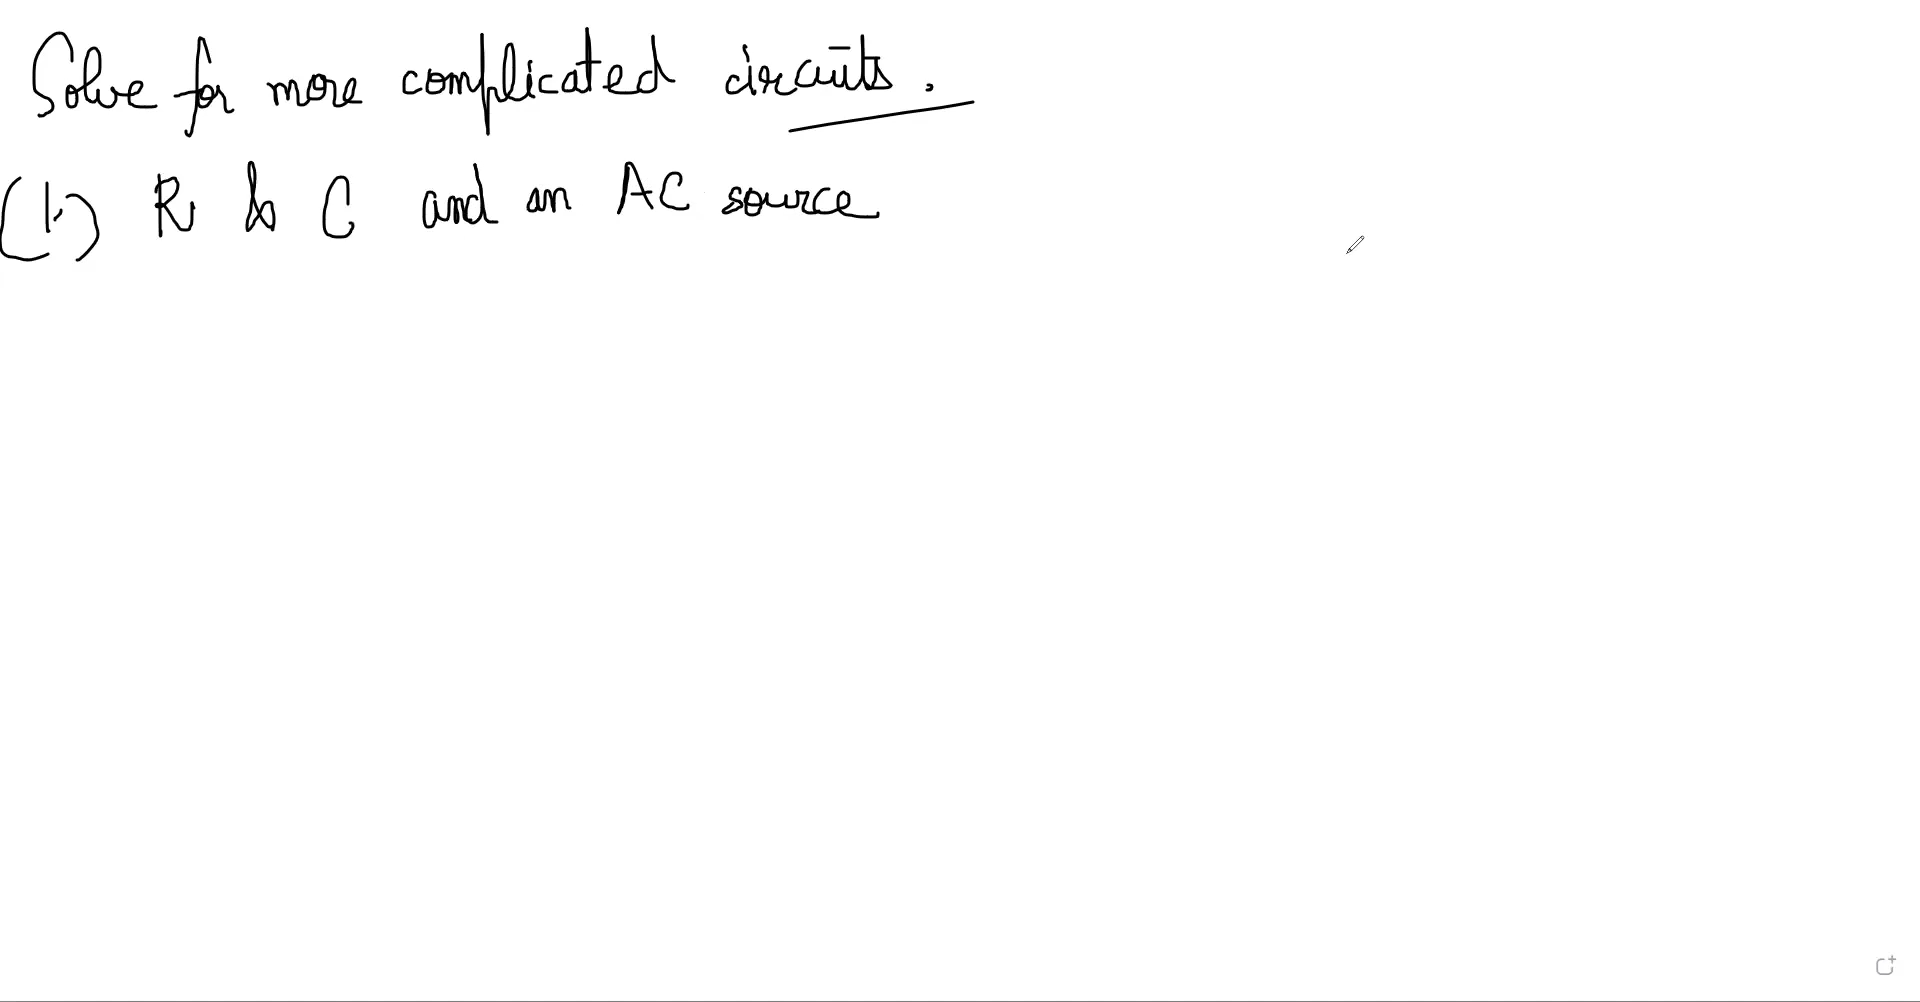 Solve for more complicated circuits.
(1.) R & C and an AC source